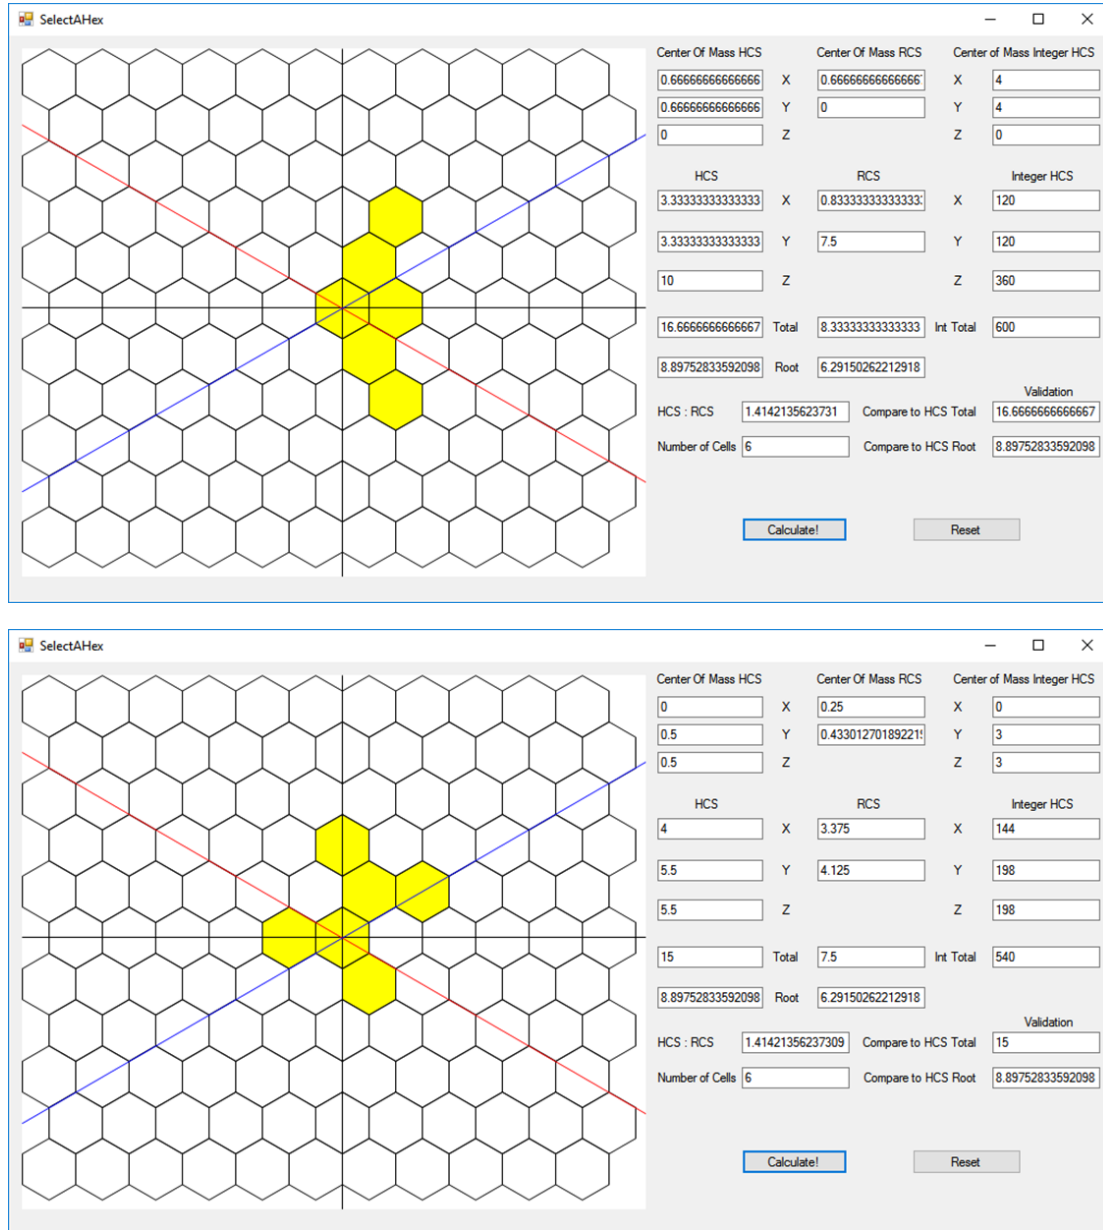 SelectAHex
Center Of Mass HCS Center Of Mass RCS Center of Mass Integer HCS
0.66666666666666 X 0.66666666666666 X 4
0.66666666666666 Y 0 Y 4
0 Z Z 0
HCS RCS Integer HCS
3.33333333333333 X 0.83333333333333 X 120
3.33333333333333 Y 7.5 Y 120
10 Z Z 360
16.6666666666667 Total 8.33333333333333 Int Total 600
8.89752833592098 Root 6.29150262212918
Validation
HCS : RCS 1.4142135623731 Compare to HCS Total 16.6666666666667
Number of Cells 6 Compare to HCS Root 8.89752833592098
Calculate! Reset
SelectAHex
Center Of Mass HCS Center Of Mass RCS Center of Mass Integer HCS
0 X 0.25 X 0
0.5 Y 0.43301270189221 Y 3
0.5 Z Z 3
HCS RCS Integer HCS
4 X 3.375 X 144
5.5 Y 4.125 Y 198
5.5 Z Z 198
15 Total 7.5 Int Total 540
8.89752833592098 Root 6.29150262212918
Validation
HCS : RCS 1.41421356237309 Compare to HCS Total 15
Number of Cells 6 Compare to HCS Root 8.89752833592098
Calculate! Reset